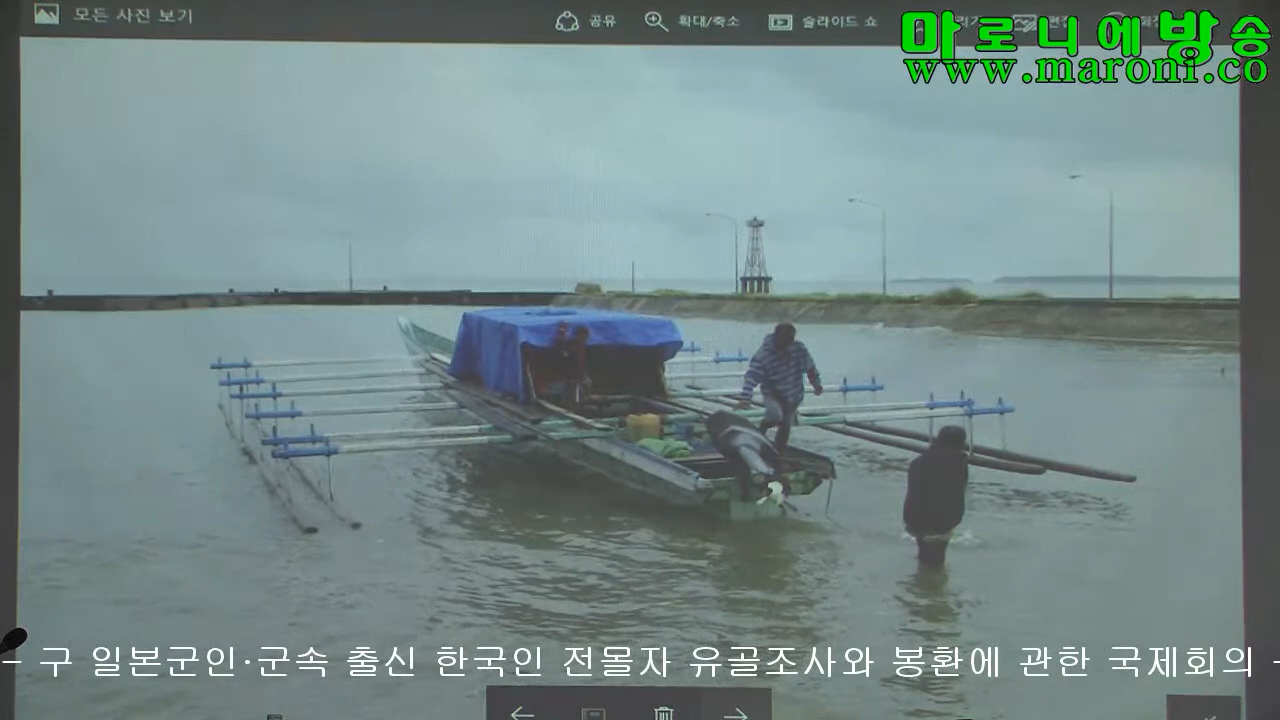 모든 사진 보기
공유
확대/축소
슬라이드 쇼
마로니에방송
www.maroni.co
- 구 일본군인·군속 출신 한국인 전몰자 유골조사와 봉환에 관한 국제회의 -